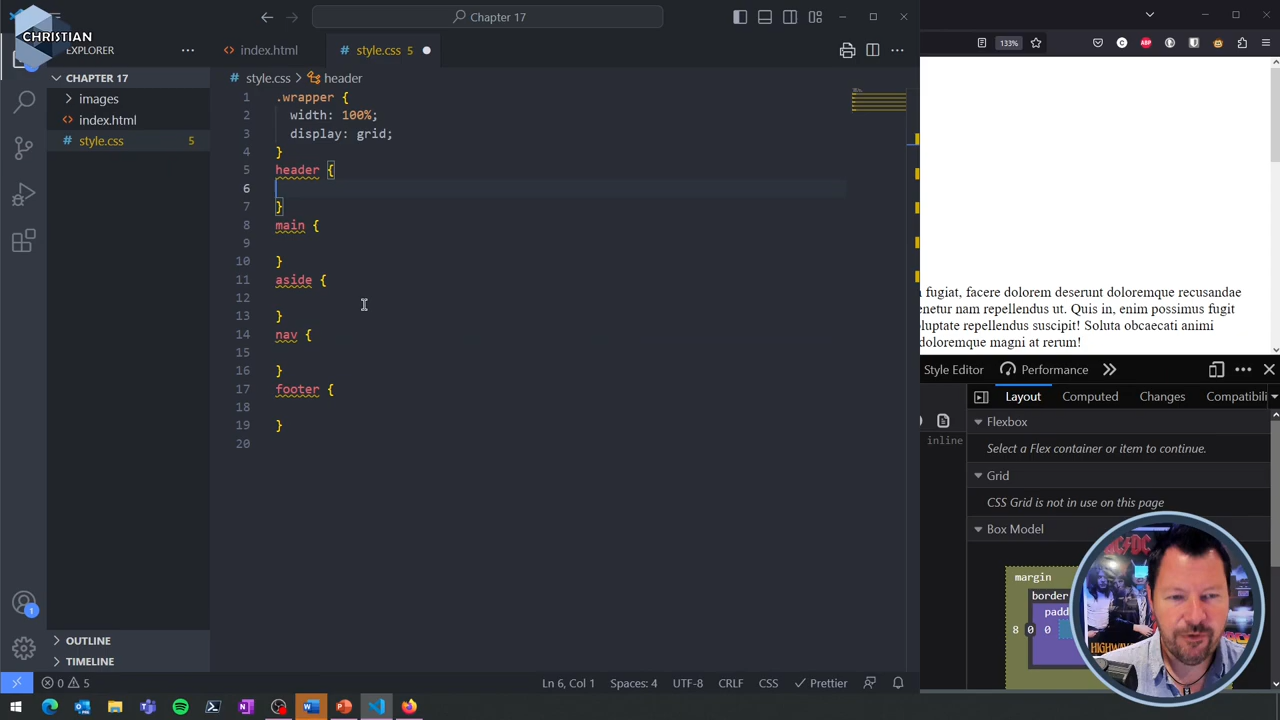 CHRISTIAN
Chapter 17
EXPLORER
index.html
style.css 5
style.css > header
133%
CHAPTER 17
images
index.html
style.css 5
1 .wrapper {
2 width: 100%;
3 display: grid;
4 }
5 header {
6
7 }
8 main {
9
10 }
11 aside {
12
13 }
14 nav {
15
16 }
17 footer {
18
19 }
20
fugiat, facere dolorem deserunt doloremque recusandae
enetur nam repellendus ut. Quis in, enim possimus fugit
luptate repellendus suscipit! Soluta obcaecati animi
doloremque magni at rerum!
Style Editor Performance
Layout Computed Changes Compatibili
inline
Flexbox
Select a Flex container or item to continue.
Grid
CSS Grid is not in use on this page
Box Model
margin
border
padd
8 0 0
AC DC
HIGHWAY
1
OUTLINE
TIMELINE
0 5
Ln 6, Col 1 Spaces: 4 UTF-8 CRLF CSS Prettier